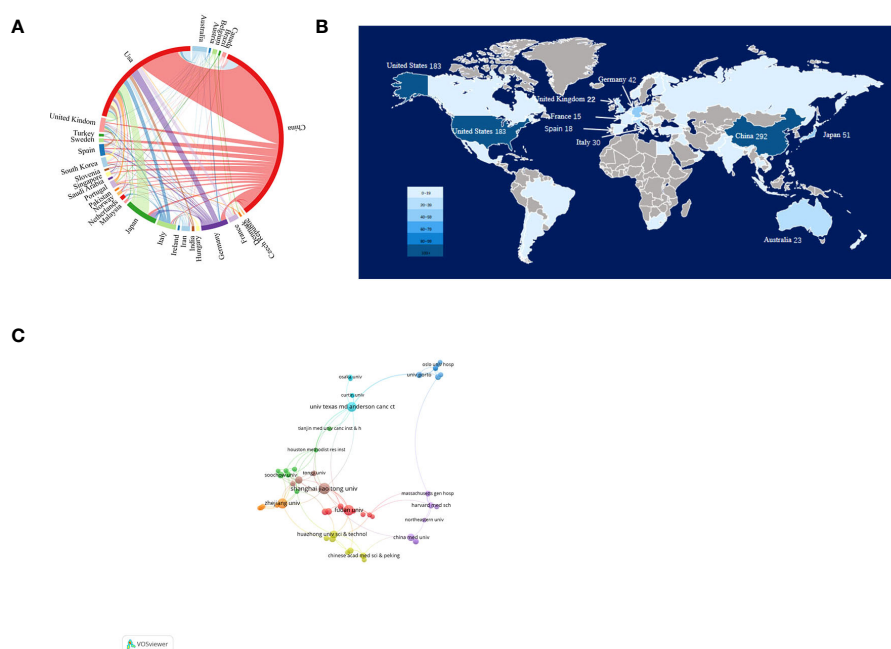 A
Australia
Austria
Belgium
Brazil
Canada
Usa
China
United Kindom
Turkey
Sweden
Spain
South Korea
Slovenia
Singapore
Saudi Arabia
Portugal
Pakistan
Norway
Netherlands
Malaysia
Japan
Italy
Ireland
Iran
India
Hungary
Germany
France
Czech Republic
B
United States 183
Germany 42
United Kingdom 22
France 15
United States 183
Spain 18
Italy 30
China 292
Japan 51
Australia 23
C
oslo univ hosp
univ porto
osaka univ
curtin univ
univ texas md anderson canc ct
tianjin med univ canc inst & h
houston methodist res inst
soochow univ
tongji univ
shanghai jiao tong univ
massachusetts gen hosp
harvard med sch
zhejiang univ
fudan univ
northeastern univ
huazhong univ sci & technol
china med univ
chinese acad med sci & peking
VOSviewer